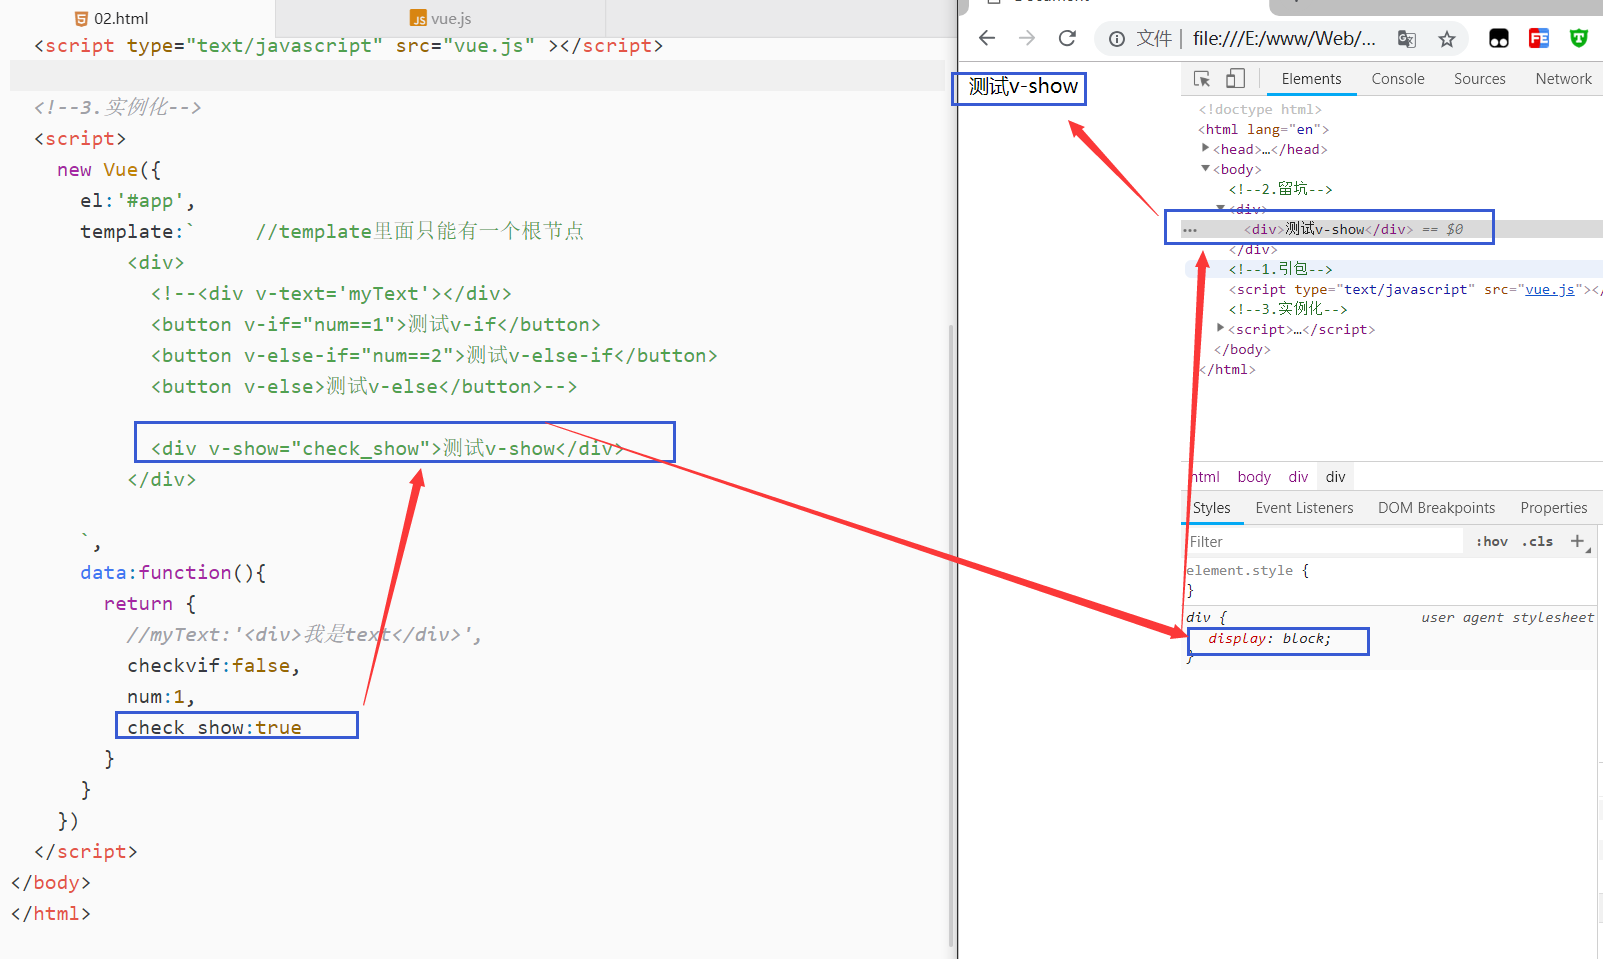 02.html
vue.js
<script type="text/javascript" src="vue.js" ></script>
<!--3.实例化-->
<script>
new Vue({
el:'#app',
template:` //template里面只能有一个根节点
<div>
<!--<div v-text='myText'></div>
<button v-if="num==1">测试v-if</button>
<button v-else-if="num==2">测试v-else-if</button>
<button v-else>测试v-else</button>-->
<div v-show="check_show">测试v-show</div>
</div>
`,
data:function(){
return {
//myText:'<div>我是text</div>',
checkvif:false,
num:1,
check_show:true
}
}
})
</script>
</body>
</html>
文件 | file:///E:/www/Web/...
测试v-show
Elements Console Sources Network
<!doctype html>
<html lang="en">
<head>…</head>
<body>
<!--2.留坑-->
<div>
<div>测试v-show</div> == $0
</div>
<!--1.引包-->
<script type="text/javascript" src="vue.js"></
<!--3.实例化-->
<script>…</script>
</body>
</html>
html body div div
Styles Event Listeners DOM Breakpoints Properties
Filter :hov .cls +
element.style {
}
div { user agent stylesheet
display: block;
}